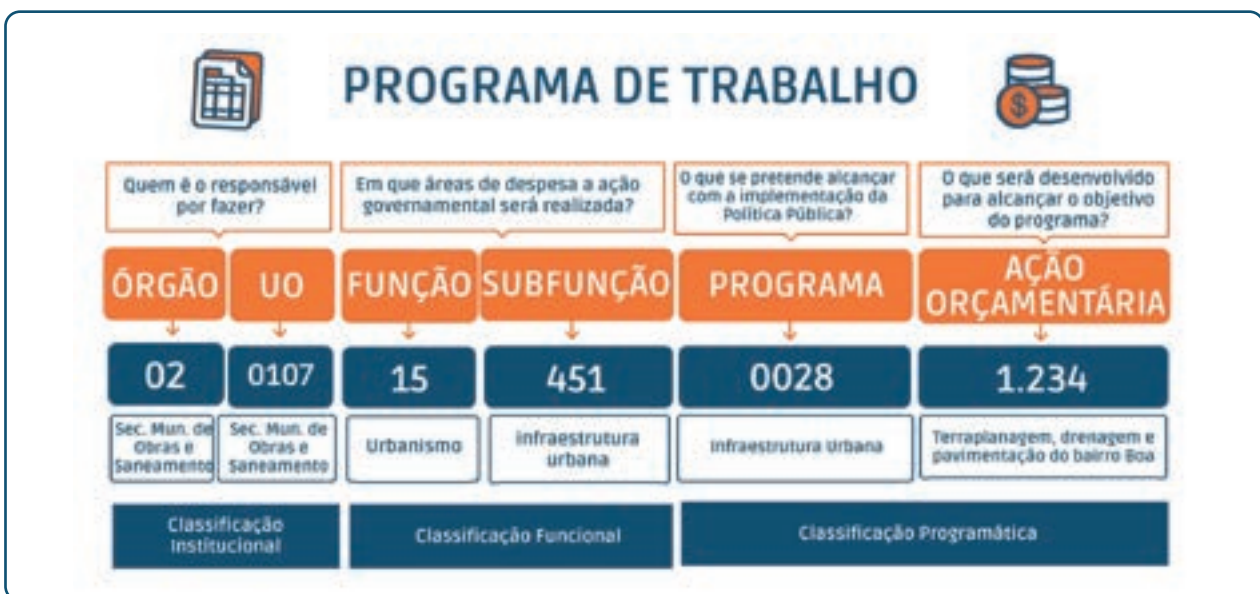 PROGRAMA DE TRABALHO
Quem é o responsável
por fazer?
Em que áreas de despesa a ação
governamental será realizada?
O que se pretende alcançar
com a implementação da
Política Pública?
O que será desenvolvido
para alcançar o objetivo
do programa?
ÓRGÃO
UO
FUNÇÃO
SUBFUNÇÃO
PROGRAMA
AÇÃO
ORÇAMENTÁRIA
02
0107
15
451
0028
1.234
Sec. Mun. de
Obras e
Saneamento
Sec. Mun. de
Obras e
Saneamento
Urbanismo
infraestrutura
urbana
Infraestrutura Urbana
Terraplanagem, drenagem e
pavimentação do bairro Boa
Classificação
Institucional
Classificação Funcional
Classificação Programática